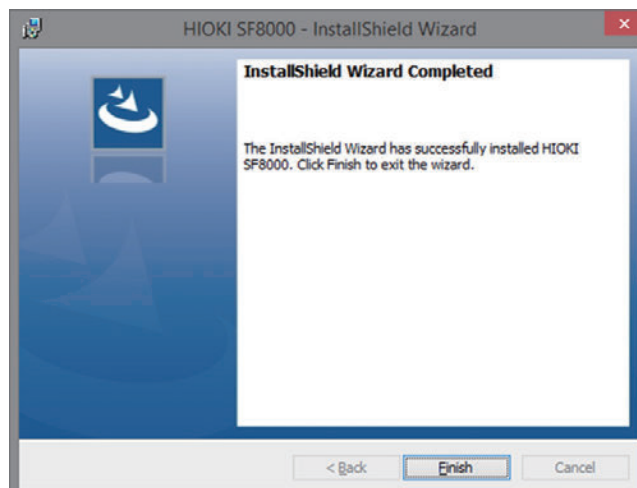 HIOKI SF8000 - InstallShield Wizard
InstallShield Wizard Completed
The InstallShield Wizard has successfully installed HIOKI
SF8000. Click Finish to exit the wizard.
< Back
Finish
Cancel